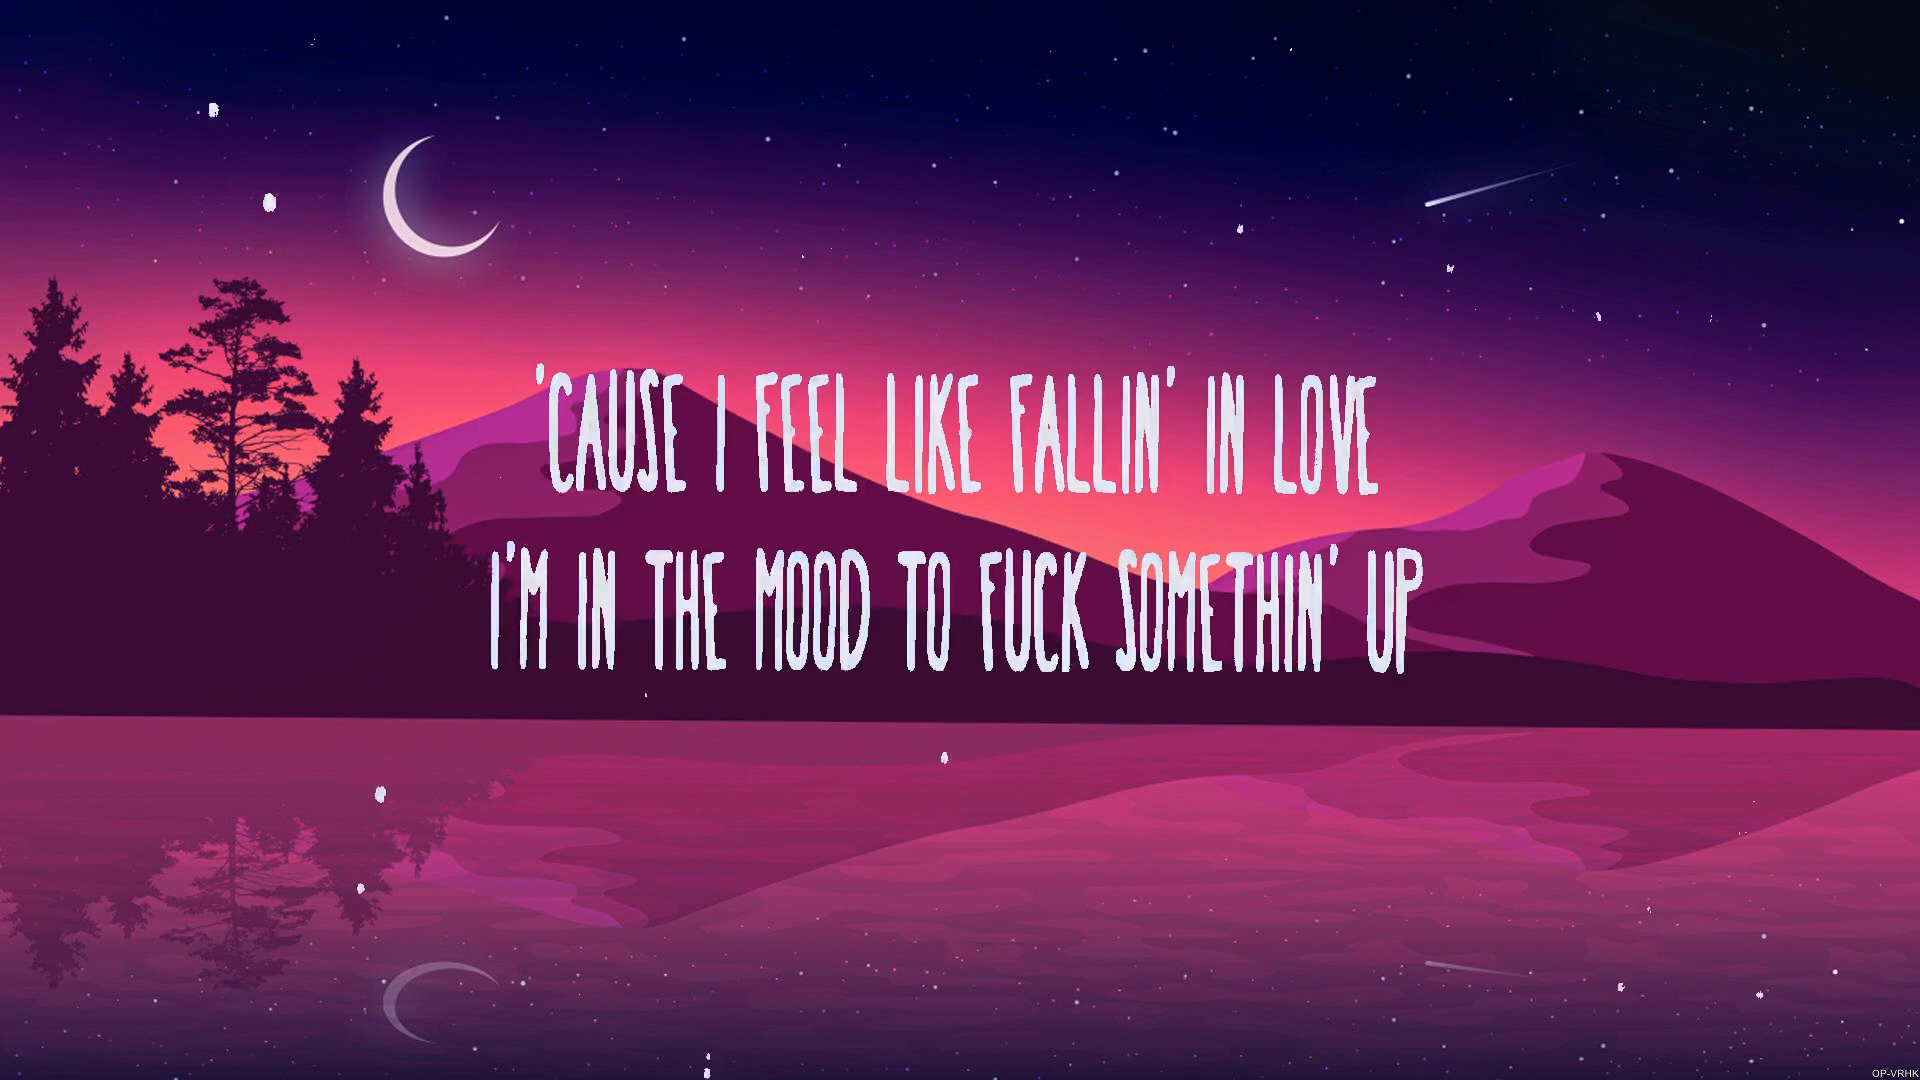 'CAUSE I FEEL LIKE FALLIN' IN LOVE
I'M IN THE MOOD TO FUCK SOMETHIN' UP
OP-VRHK